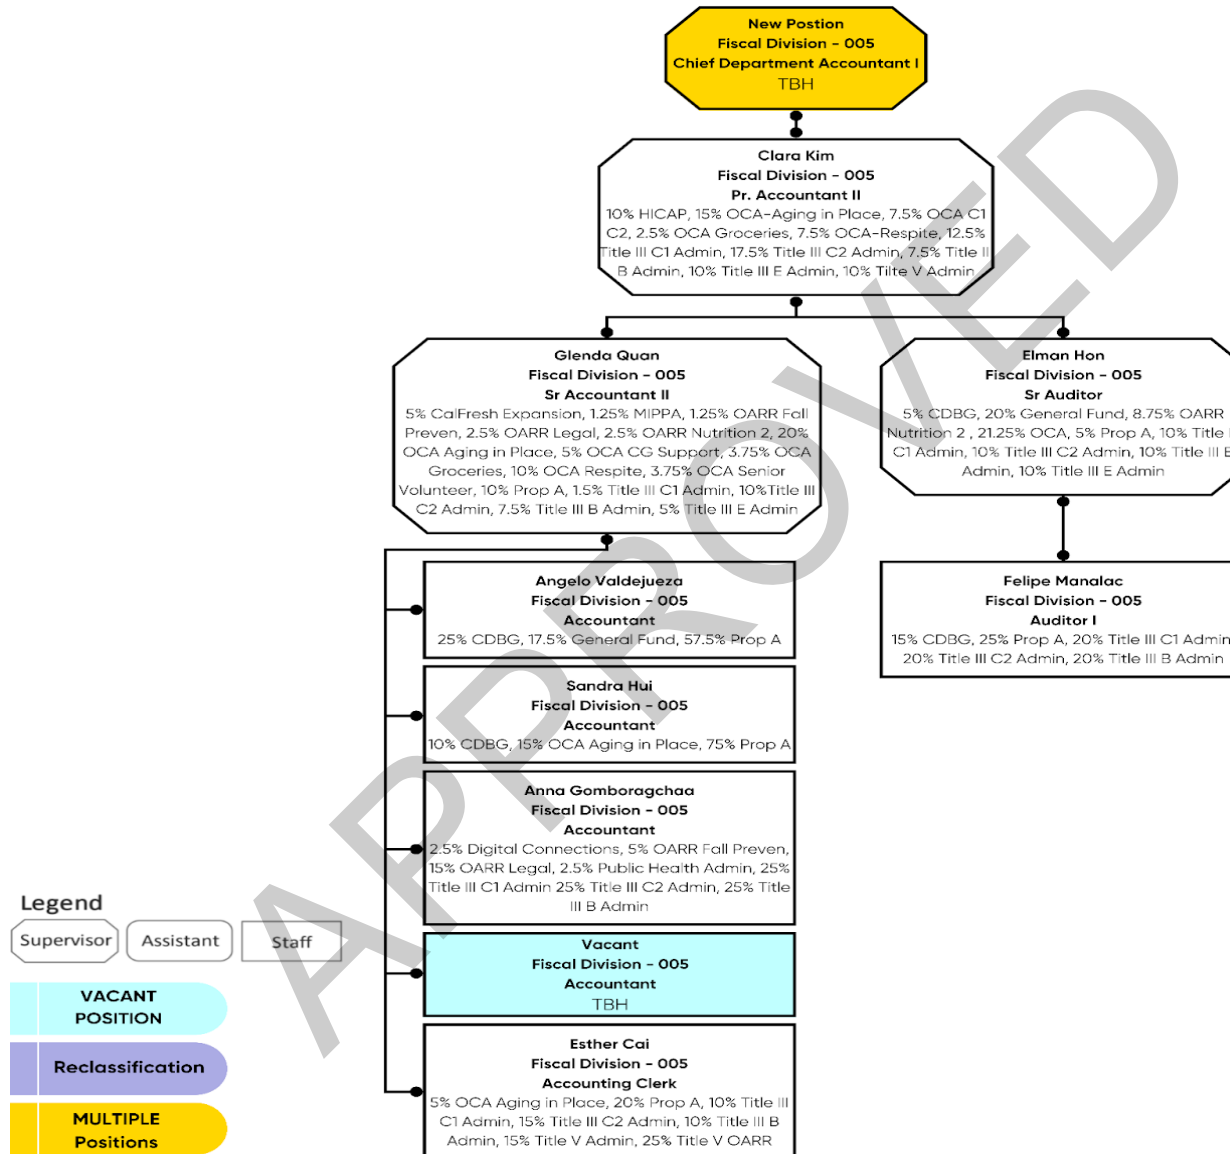 New Postion
Fiscal Division - 005
Chief Department Accountant I
TBH
Clara Kim
Fiscal Division - 005
Pr. Accountant II
10% HICAP, 15% OCA-Aging in Place, 7.5% OCA C1
C2, 2.5% OCA Groceries, 7.5% OCA-Respite, 12.5%
Title III C1 Admin, 17.5% Title III C2 Admin, 7.5% Title II
B Admin, 10% Title III E Admin, 10% Tilte V Admin
Glenda Quan
Fiscal Division - 005
Sr Accountant II
5% CalFresh Expansion, 1.25% MIPPA, 1.25% OARR Fall
Preven, 2.5% OARR Legal, 2.5% OARR Nutrition 2, 20%
OCA Aging in Place, 5% OCA CG Support, 3.75% OCA
Groceries, 10% OCA Respite, 3.75% OCA Senior
Volunteer, 10% Prop A, 1.5% Title III C1 Admin, 10%Title III
C2 Admin, 7.5% Title III B Admin, 5% Title III E Admin
Elman Hon
Fiscal Division - 005
Sr Auditor
5% CDBG, 20% General Fund, 8.75% OARR
Nutrition 2 , 21.25% OCA, 5% Prop A, 10% Title I
C1 Admin, 10% Title III C2 Admin, 10% Title III B
Admin, 10% Title III E Admin
Angelo Valdejueza
Fiscal Division - 005
Accountant
25% CDBG, 17.5% General Fund, 57.5% Prop A
Felipe Manalac
Fiscal Division - 005
Auditor I
15% CDBG, 25% Prop A, 20% Title III C1 Admin
20% Title III C2 Admin, 20% Title III B Admin
Sandra Hui
Fiscal Division - 005
Accountant
10% CDBG, 15% OCA Aging in Place, 75% Prop A
Anna Gomboragchaa
Fiscal Division - 005
Accountant
2.5% Digital Connections, 5% OARR Fall Preven,
15% OARR Legal, 2.5% Public Health Admin, 25%
Title III C1 Admin 25% Title III C2 Admin, 25% Title
III B Admin
Vacant
Fiscal Division - 005
Accountant
TBH
Esther Cai
Fiscal Division - 005
Accounting Clerk
5% OCA Aging in Place, 20% Prop A, 10% Title III
C1 Admin, 15% Title III C2 Admin, 10% Title III B
Admin, 15% Title V Admin, 25% Title V OARR
Legend
Supervisor
Assistant
Staff
VACANT
POSITION
Reclassification
MULTIPLE
Positions
APPROVED